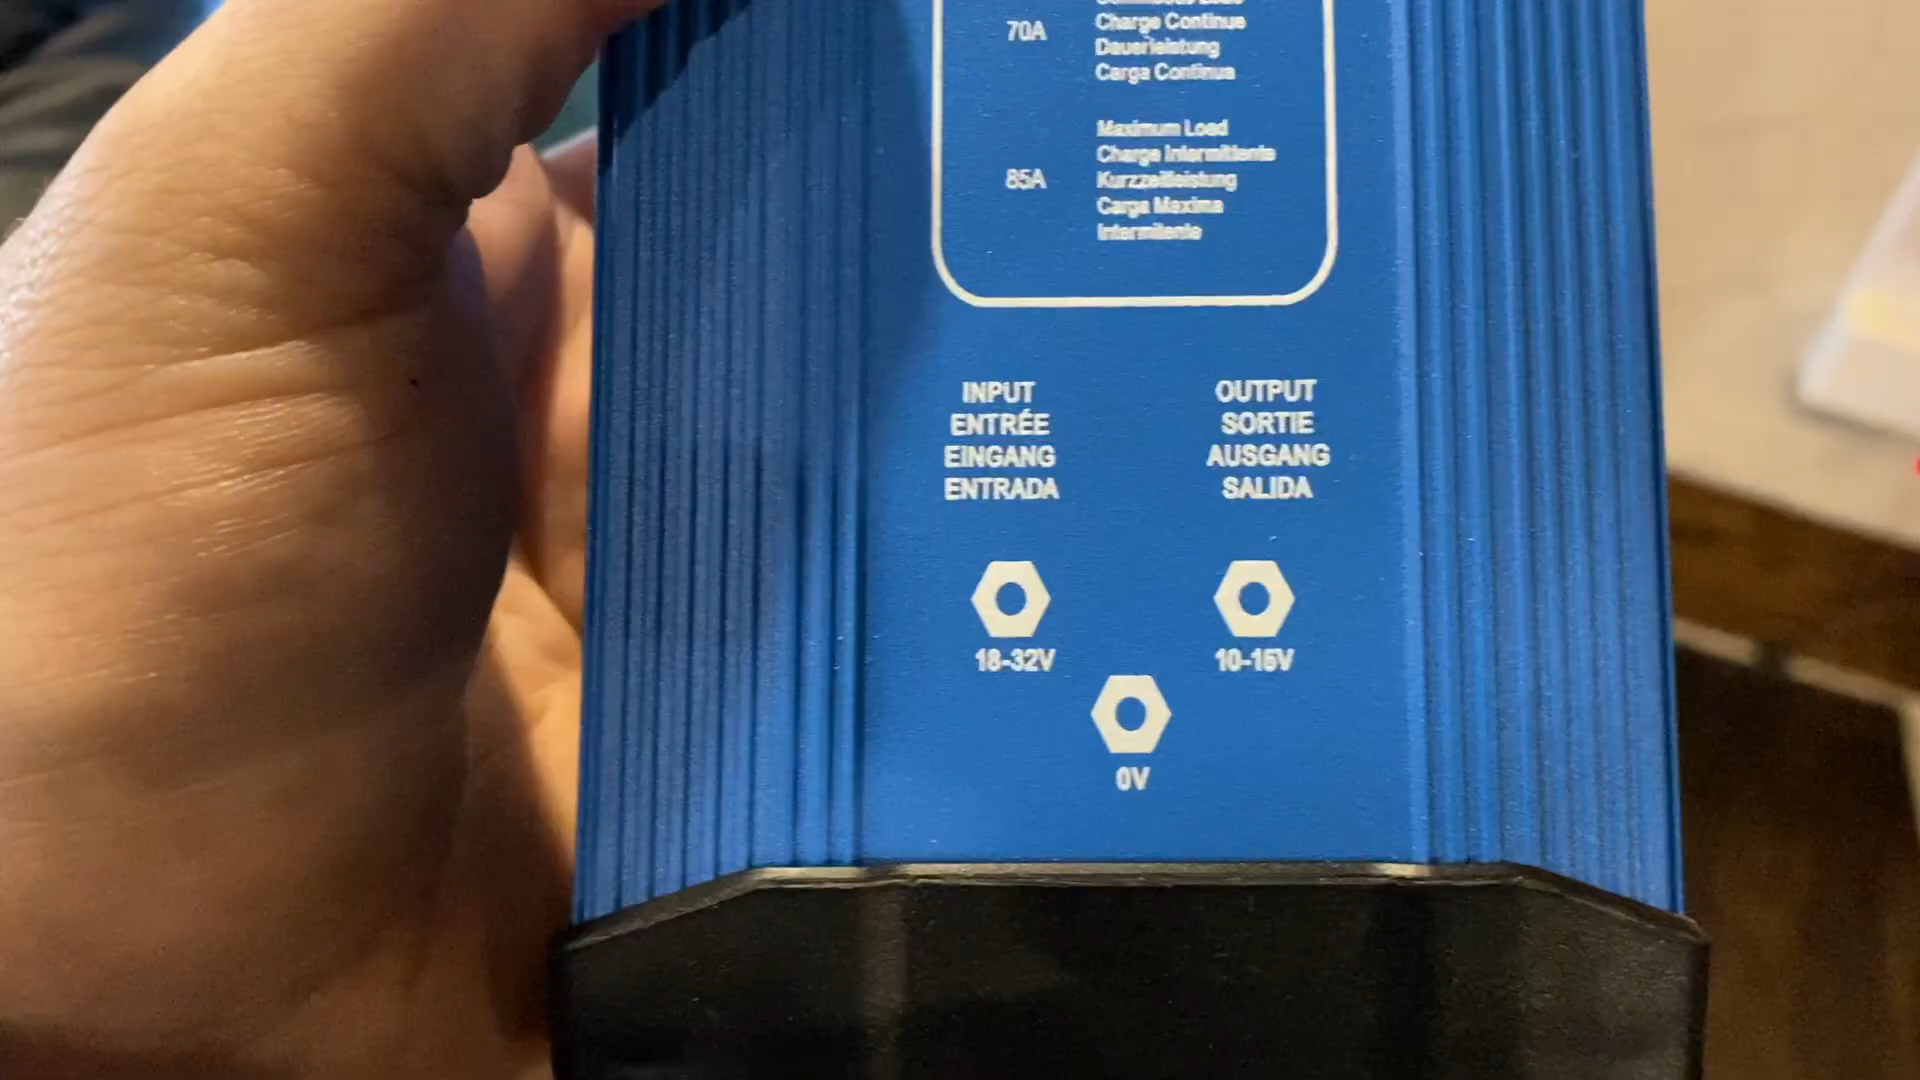 70A
Charge Continue
Dauerleistung
Carga Continua
85A
Maximum Load
Charge Intermittente
Kurzzeitleistung
Carga Maxima
Intermitente
INPUT
ENTRÉE
EINGANG
ENTRADA
OUTPUT
SORTIE
AUSGANG
SALIDA
18-32V
10-15V
0V